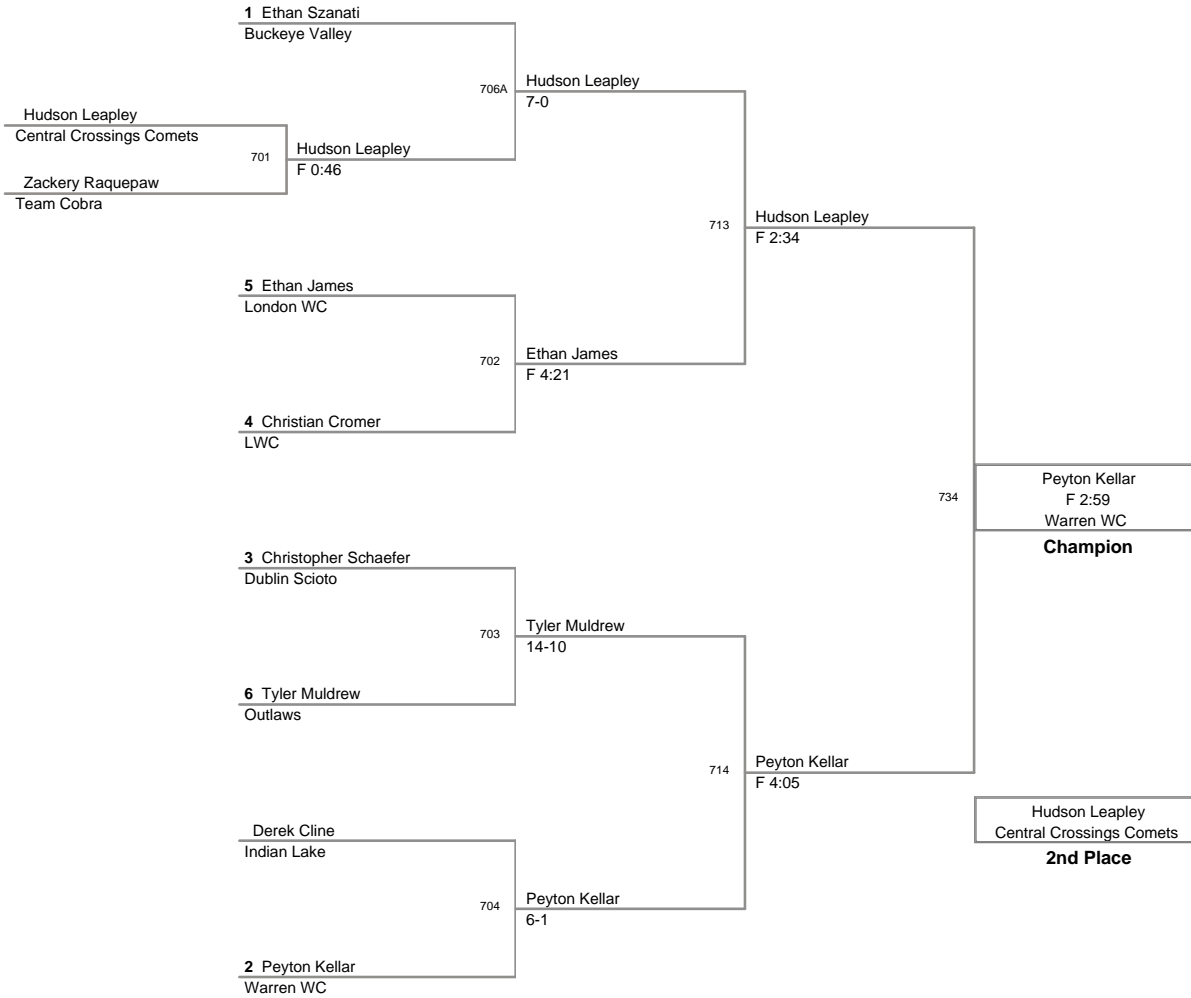 1 Ethan Szanati
Buckeye Valley
706A
Hudson Leapley
7-0
Hudson Leapley
Central Crossings Comets
701
Hudson Leapley
F 0:46
Zackery Raquepaw
Team Cobra
713
Hudson Leapley
F 2:34
5 Ethan James
London WC
702
Ethan James
F 4:21
4 Christian Cromer
LWC
734
Peyton Kellar
F 2:59
Warren WC
Champion
3 Christopher Schaefer
Dublin Scioto
703
Tyler Muldrew
14-10
6 Tyler Muldrew
Outlaws
714
Peyton Kellar
F 4:05
Hudson Leapley
Central Crossings Comets
2nd Place
Derek Cline
Indian Lake
704
Peyton Kellar
6-1
2 Peyton Kellar
Warren WC